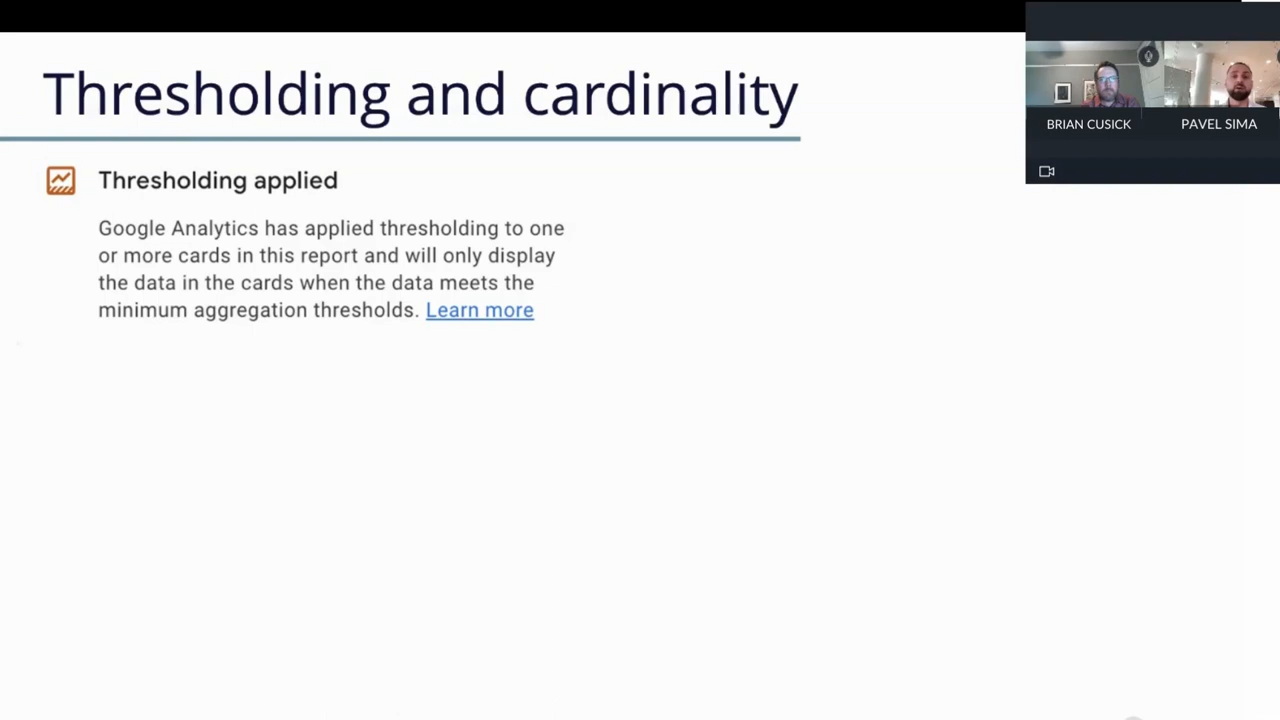 Thresholding and cardinality
Thresholding applied
Google Analytics has applied thresholding to one
or more cards in this report and will only display
the data in the cards when the data meets the
minimum aggregation thresholds. Learn more
BRIAN CUSICK
PAVEL SIMA